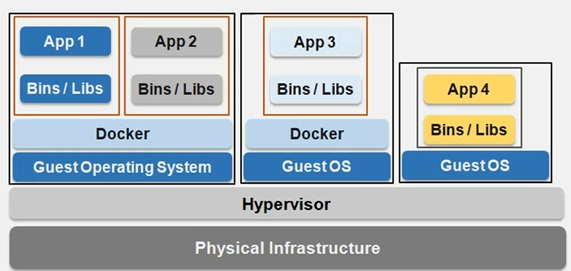 App 1
Bins / Libs
App 2
Bins / Libs
Docker
Guest Operating System
App 3
Bins / Libs
Docker
Guest OS
App 4
Bins / Libs
Guest OS
Hypervisor
Physical Infrastructure